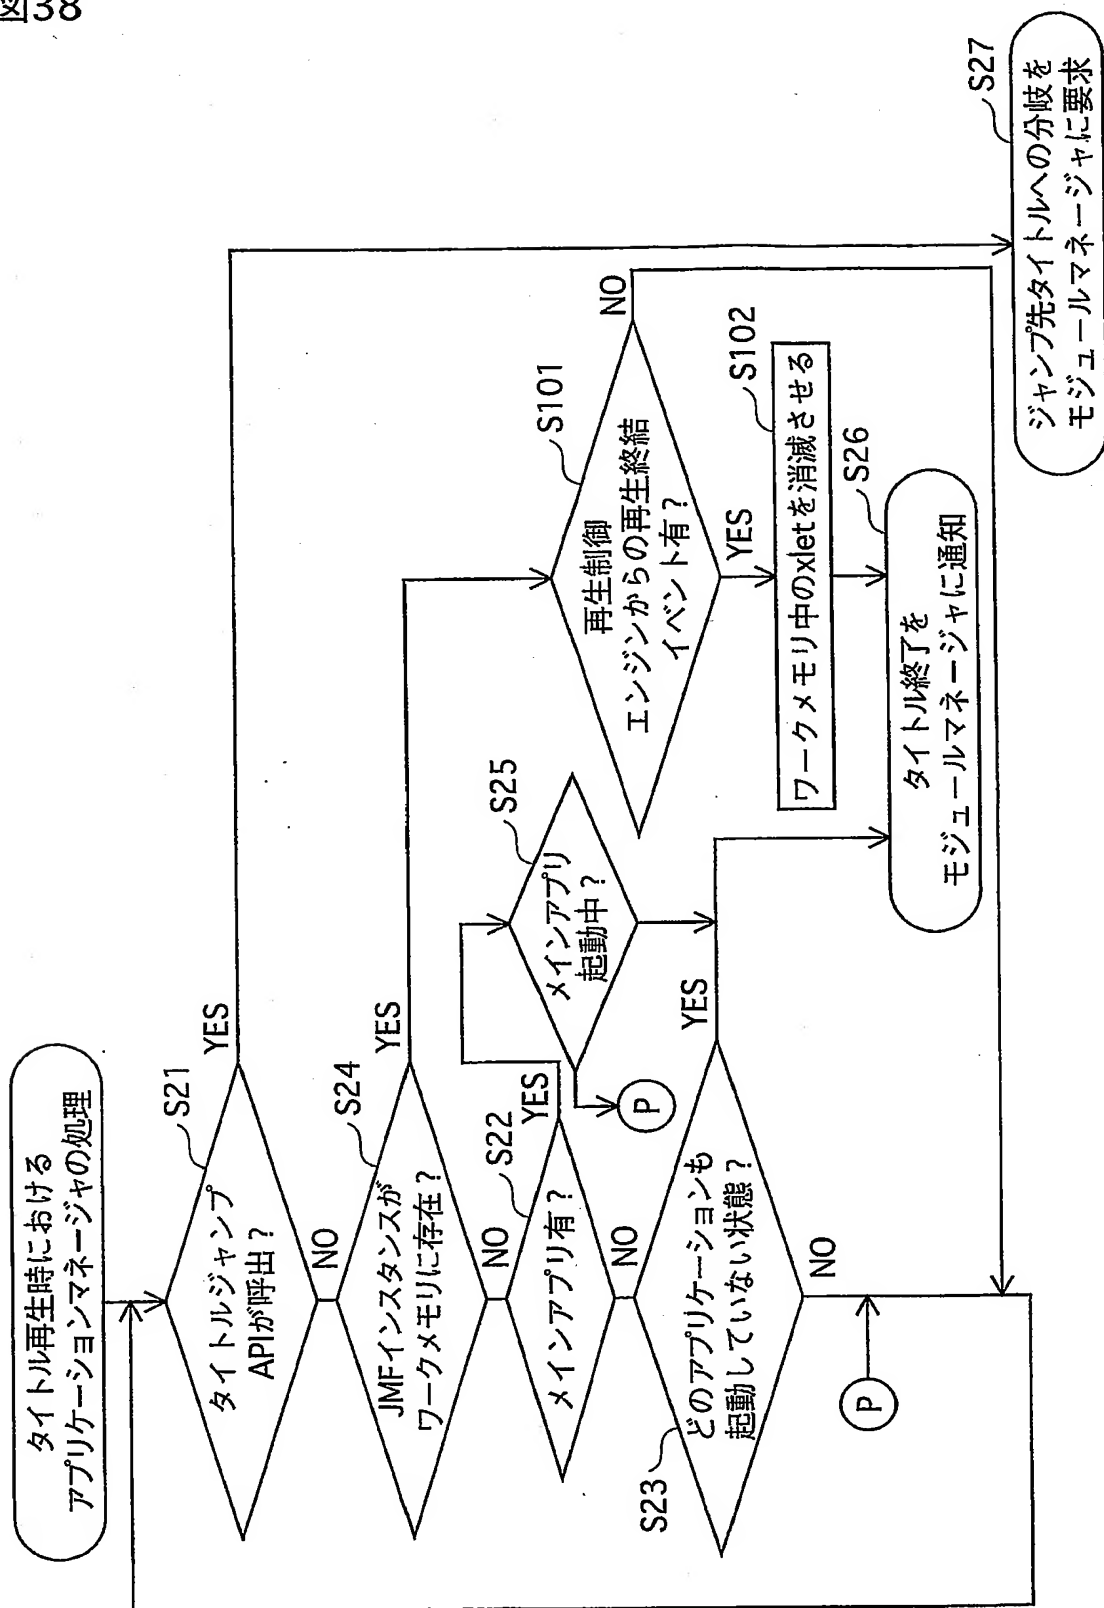 図38
タイトル再生時における
アプリケーションマネージャの処理
S21
タイトルジャンプ
APIが呼出？
YES
NO
S24
JMFインスタンスが
ワークメモリに存在？
YES
NO
S22
メインアプリ有？
YES
NO
S25
メインアプリ
起動中？
P
S23
どのアプリケーションも
起動していない状態？
YES
NO
P
S101
再生制御
エンジンからの再生終結
イベント有？
NO
YES
S102
ワークメモリ中のxletを消滅させる
S26
タイトル終了を
モジュールマネージャに通知
S27
ジャンプ先タイトルへの分岐を
モジュールマネージャに要求